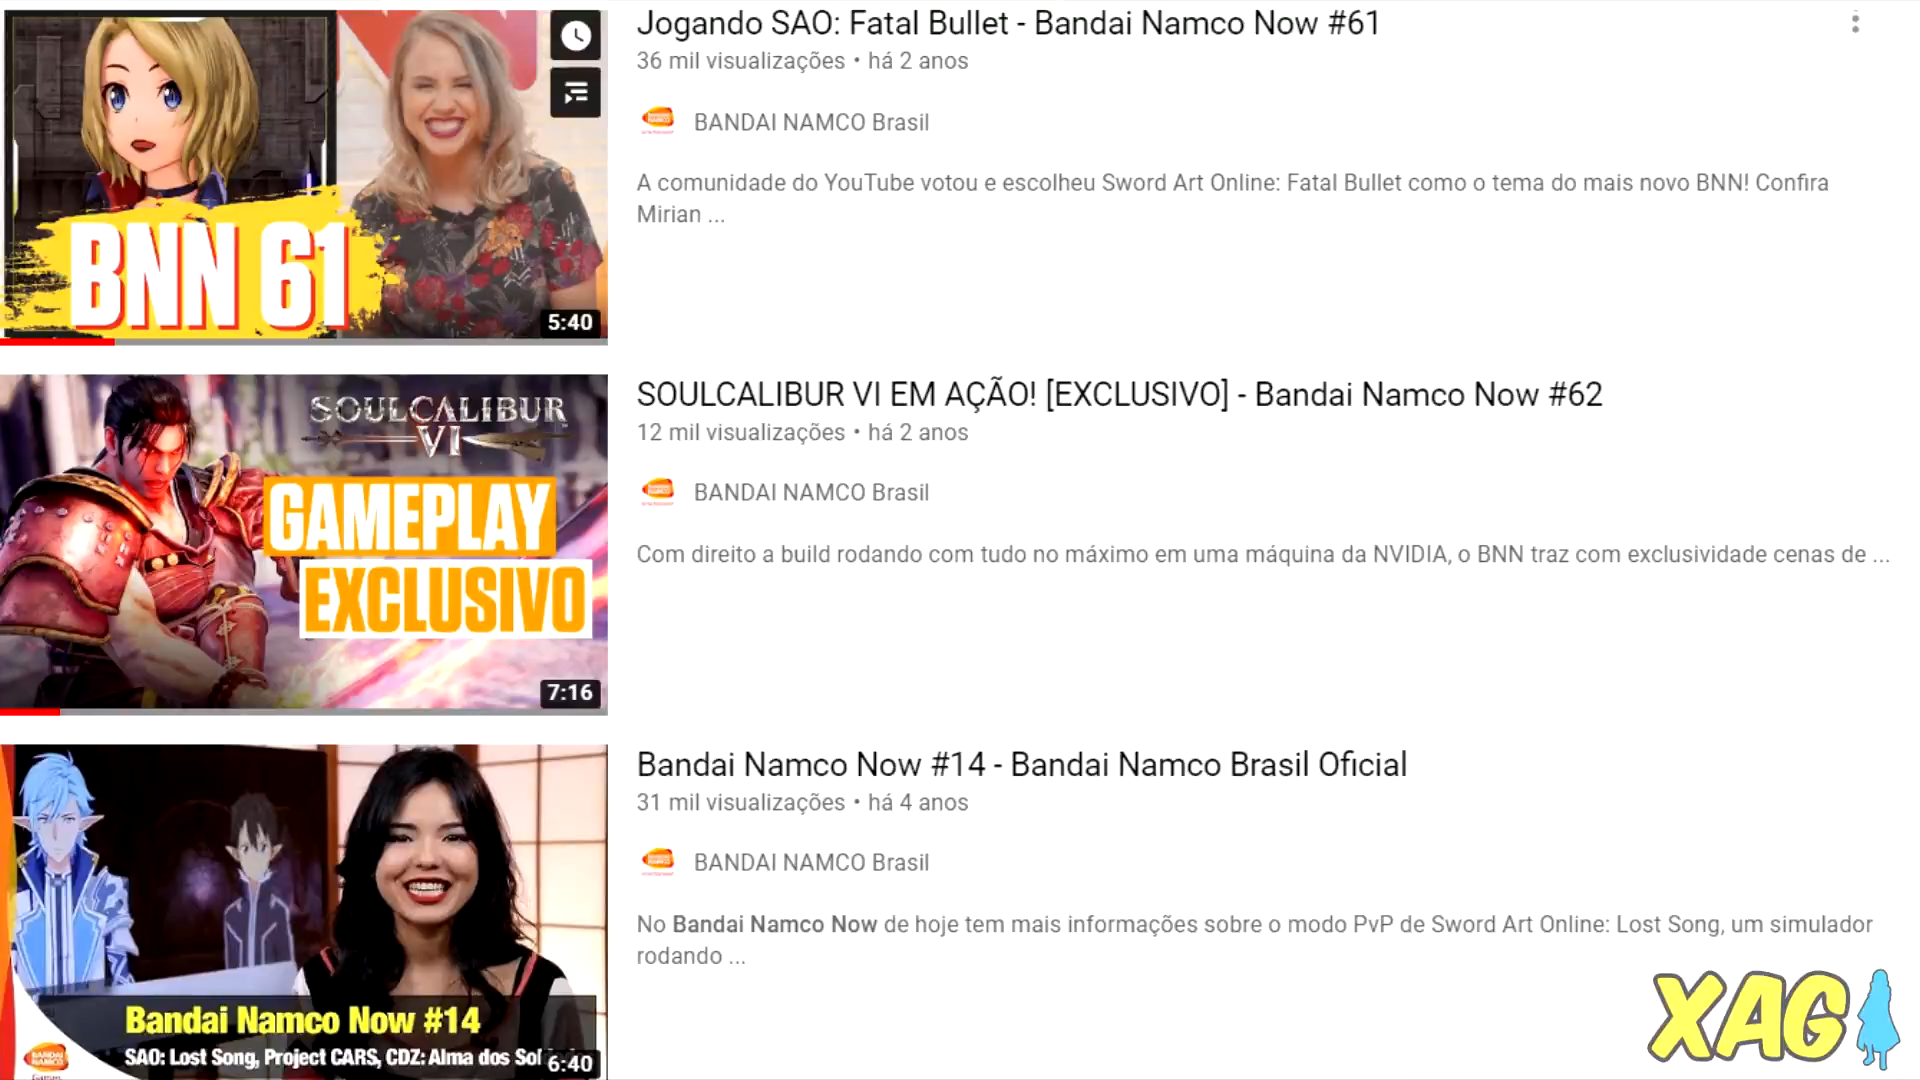 Jogando SAO: Fatal Bullet - Bandai Namco Now #61
36 mil visualizações • há 2 anos
BANDAI NAMCO Brasil
A comunidade do YouTube votou e escolheu Sword Art Online: Fatal Bullet como o tema do mais novo BNN! Confira
Mirian ...
BNN 61
5:40
SOULCALIBUR VI EM AÇÃO! [EXCLUSIVO] - Bandai Namco Now #62
12 mil visualizações • há 2 anos
BANDAI NAMCO Brasil
Com direito a build rodando com tudo no máximo em uma máquina da NVIDIA, o BNN traz com exclusividade cenas de ...
SOULCALIBUR
VI
GAMEPLAY
EXCLUSIVO
7:16
Bandai Namco Now #14 - Bandai Namco Brasil Oficial
31 mil visualizações • há 4 anos
BANDAI NAMCO Brasil
No Bandai Namco Now de hoje tem mais informações sobre o modo PvP de Sword Art Online: Lost Song, um simulador
rodando ...
Bandai Namco Now #14
SAO: Lost Song, Project CARS, CDZ: Alma dos Sol
6:40
BANDAI
NAMCO
XAG